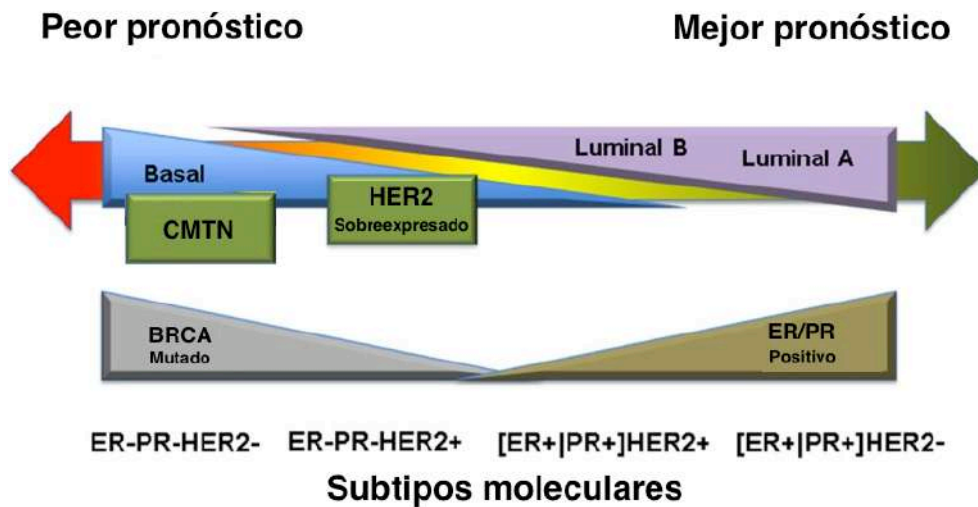 Peor pronóstico
Mejor pronóstico
Luminal B
Luminal A
Basal
HER2
Sobreexpresado
CMTN
BRCA
Mutado
ER/PR
Positivo
ER-PR-HER2-
ER-PR-HER2+
[ER+|PR+]HER2+
[ER+|PR+]HER2-
Subtipos moleculares